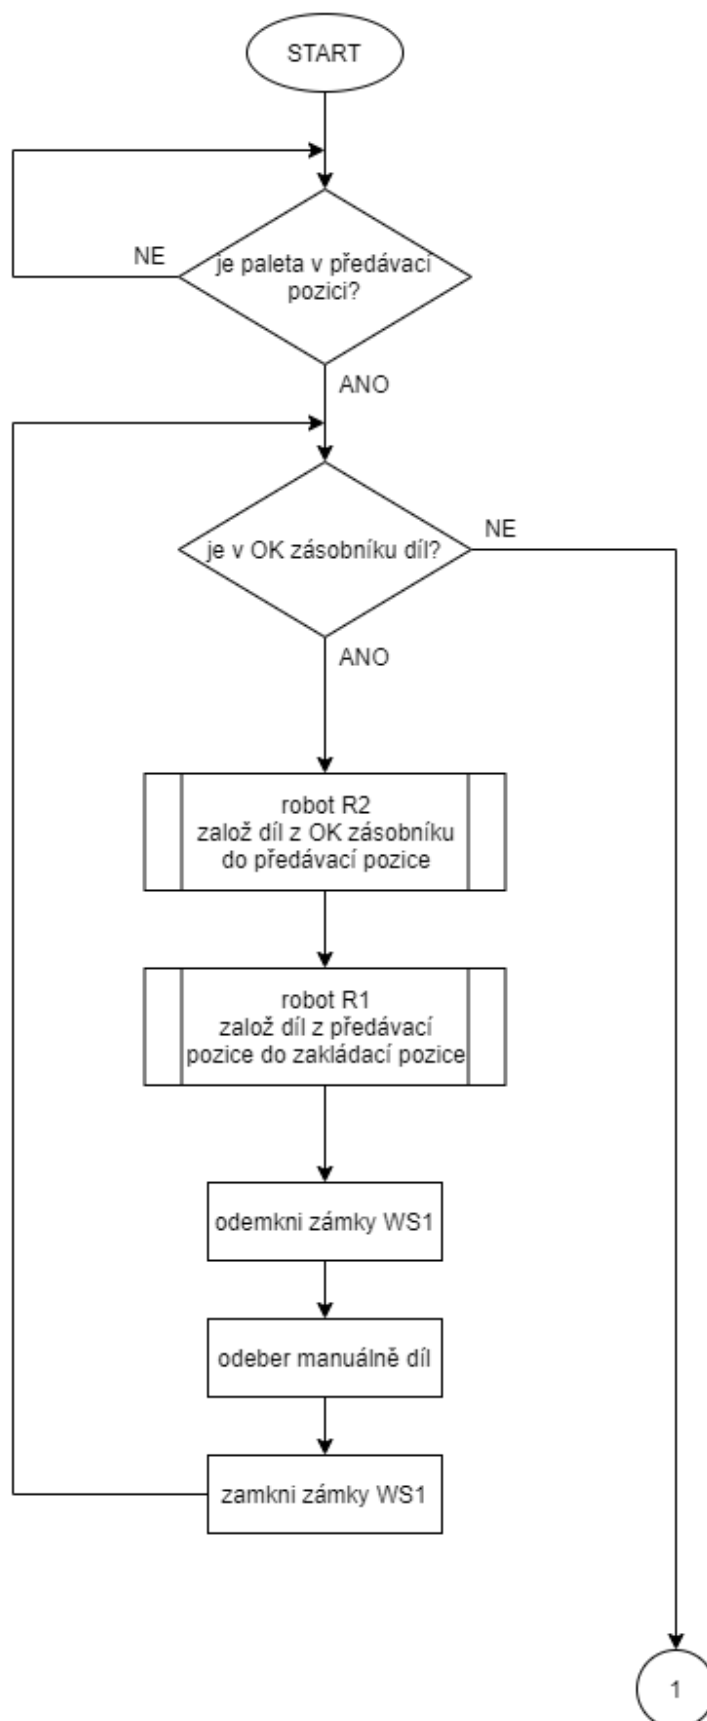 START
NE
je paleta v předávací
pozici?
ANO
je v OK zásobníku díl?
NE
ANO
robot R2
založ díl z OK zásobníku
do předávací pozice
robot R1
založ díl z předávací
pozice do zakládací pozice
odemkni zámky WS1
odeber manuálně díl
zamkni zámky WS1
1